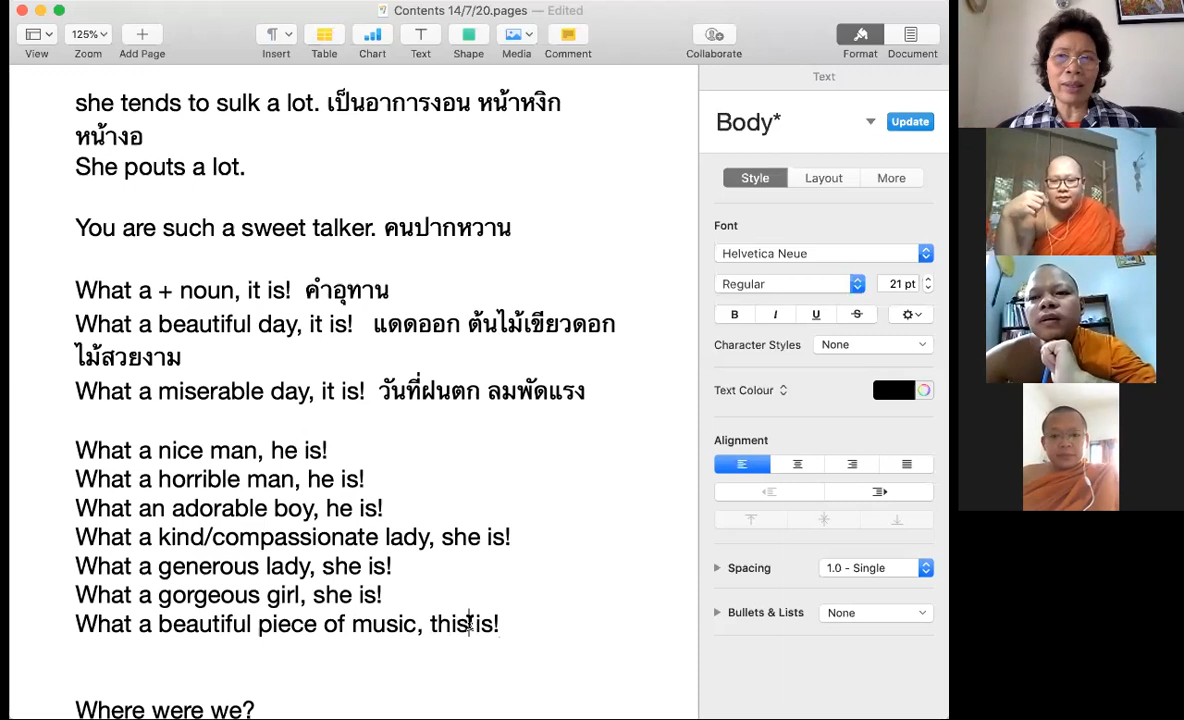 Contents 14/7/20.pages — Edited
View
125%
Zoom
Add Page
Insert
Table
Chart
Text
Shape
Media
Comment
Collaborate
Format
Document
she tends to sulk a lot. เป็นอาการงอน หน้าหงิก
หน้างอ
She pouts a lot.
You are such a sweet talker. คนปากหวาน
What a + noun, it is! คำอุทาน
What a beautiful day, it is! แดดออก ต้นไม้เขียวดอก
ไม้สวยงาม
What a miserable day, it is! วันที่ฝนตก ลมพัดแรง
What a nice man, he is!
What a horrible man, he is!
What an adorable boy, he is!
What a kind/compassionate lady, she is!
What a generous lady, she is!
What a gorgeous girl, she is!
What a beautiful piece of music, this is!
Where were we?
Text
Body*
Update
Style
Layout
More
Font
Helvetica Neue
Regular
21 pt
B I U S
Character Styles
None
Text Colour
Alignment
Spacing
1.0 - Single
Bullets & Lists
None